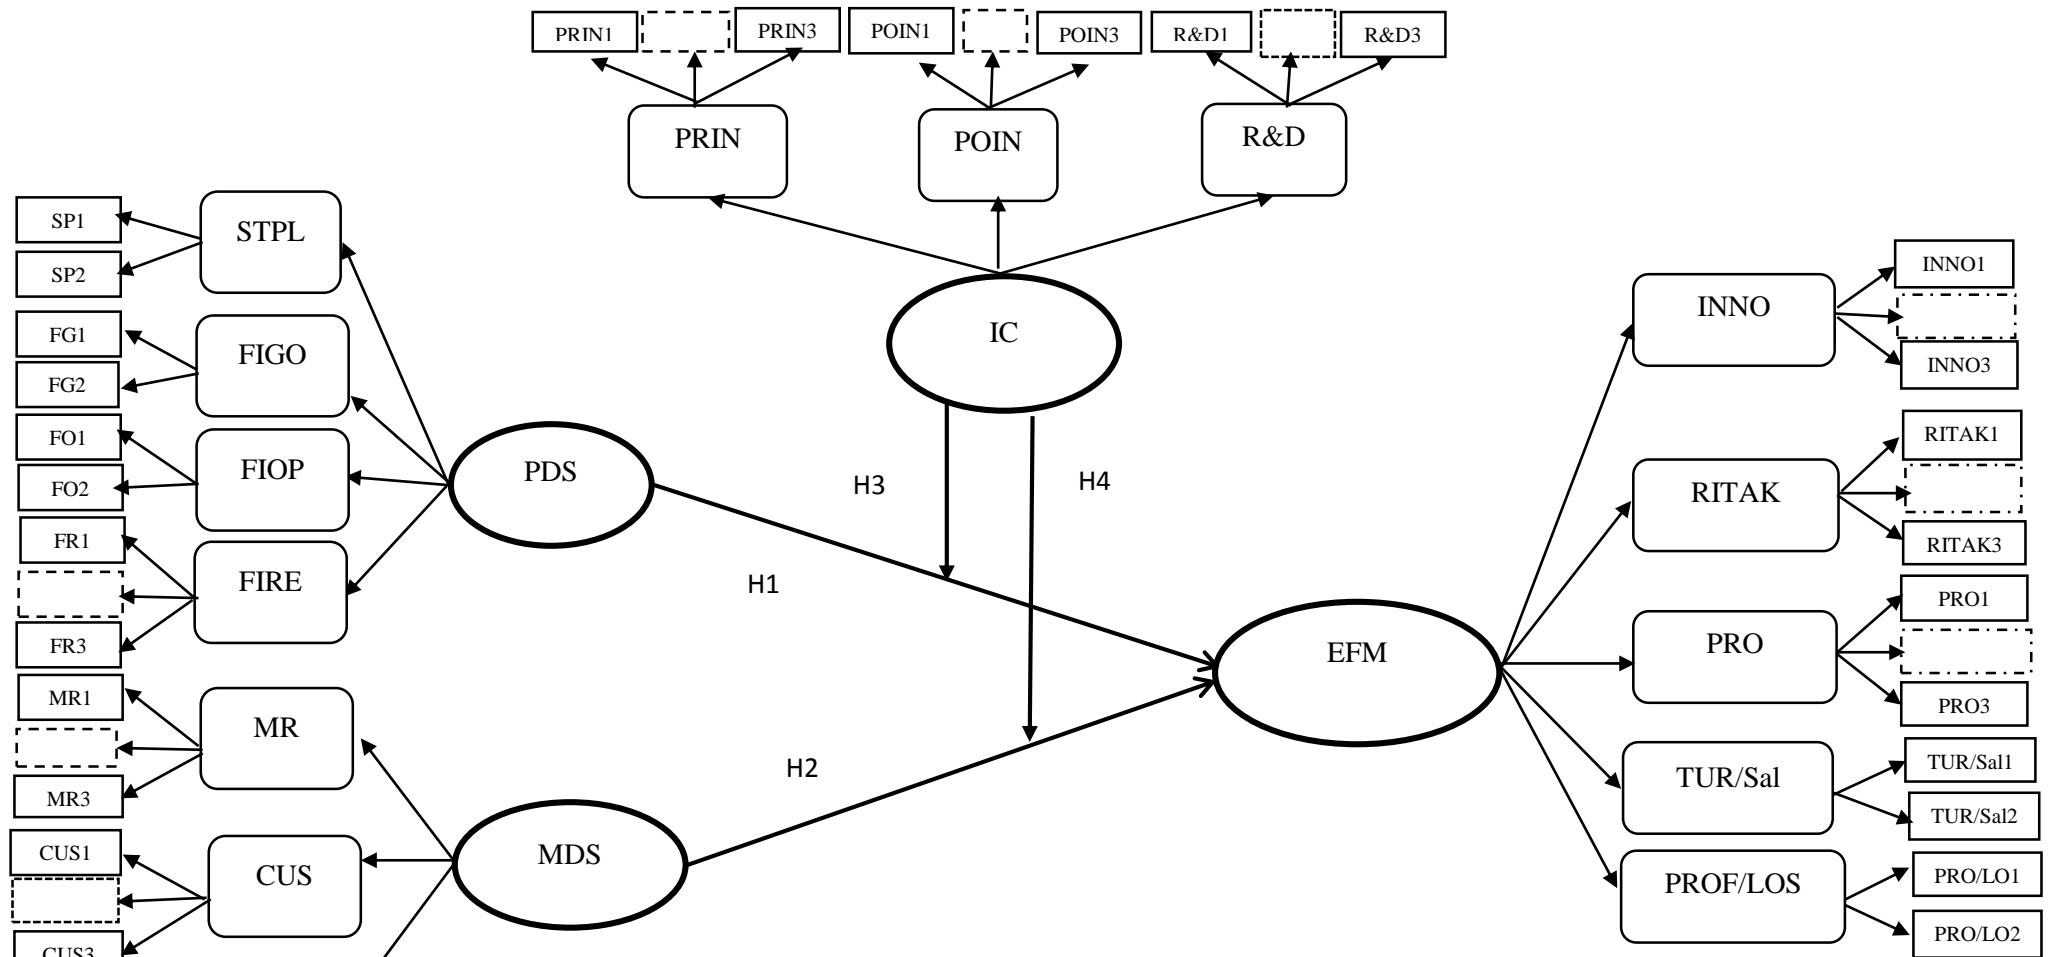 PRIN1
PRIN3
POIN1
POIN3
R&D1
R&D3
PRIN
POIN
R&D
SP1
SP2
STPL
FG1
FG2
FIGO
FO1
FO2
FIOP
FR1
FR3
FIRE
MR1
MR3
MR
CUS1
CUS3
CUS
PDS
MDS
IC
H3
H4
H1
H2
EFM
INNO
INNO1
INNO3
RITAK
RITAK1
RITAK3
PRO
PRO1
PRO3
TUR/Sal
TUR/Sal1
TUR/Sal2
PROF/LOS
PRO/LO1
PRO/LO2